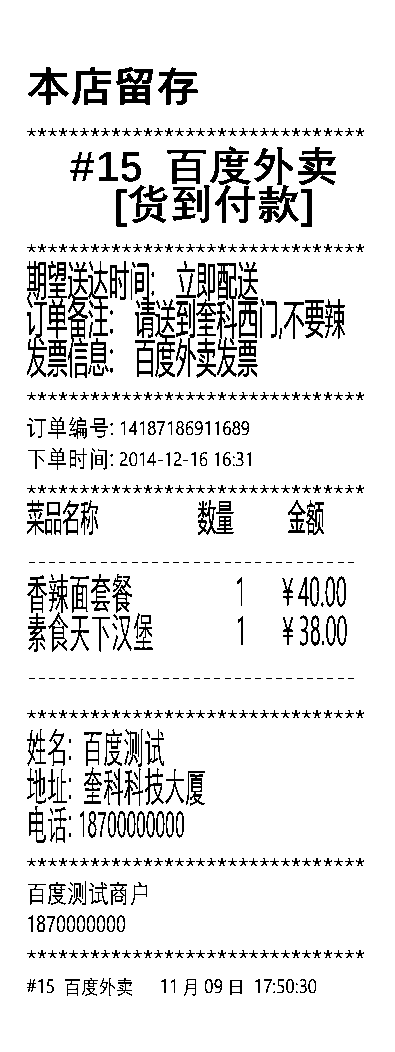 本店留存
********************************
#15 百度外卖
[货到付款]
********************************
期望送达时间: 立即配送
订单备注: 请送到奎科西门,不要辣
发票信息: 百度外卖发票
********************************
订单编号: 14187186911689
下单时间: 2014-12-16 16:31
********************************
菜品名称 数量 金额
--------------------------------
香辣面套餐 1 ￥40.00
素食天下汉堡 1 ￥38.00
--------------------------------
********************************
姓名: 百度测试
地址: 奎科科技大厦
电话: 18700000000
********************************
百度测试商户
1870000000
********************************
#15 百度外卖 11月09日 17:50:30